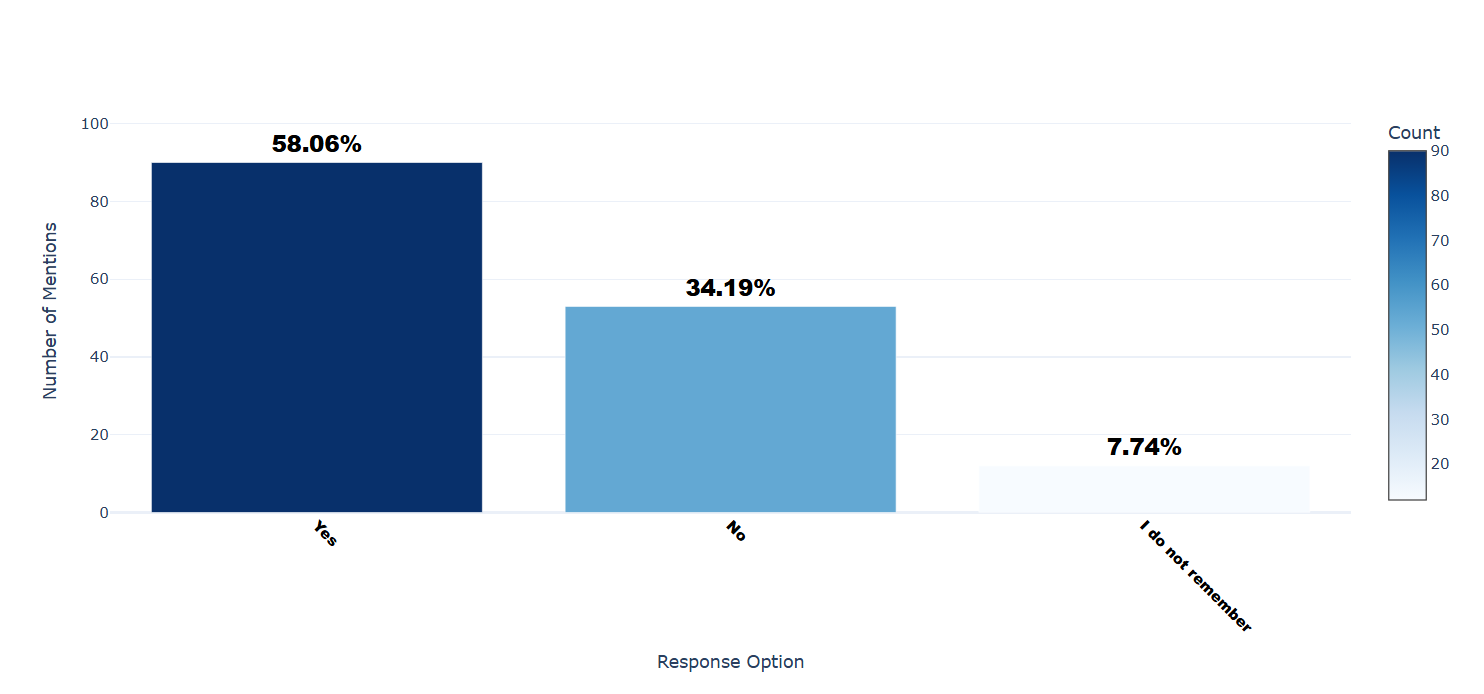 100
80
60
40
20
0
Number of Mentions
58.06%
34.19%
7.74%
Yes
No
I do not remember
Response Option
Count
90
80
70
60
50
40
30
20